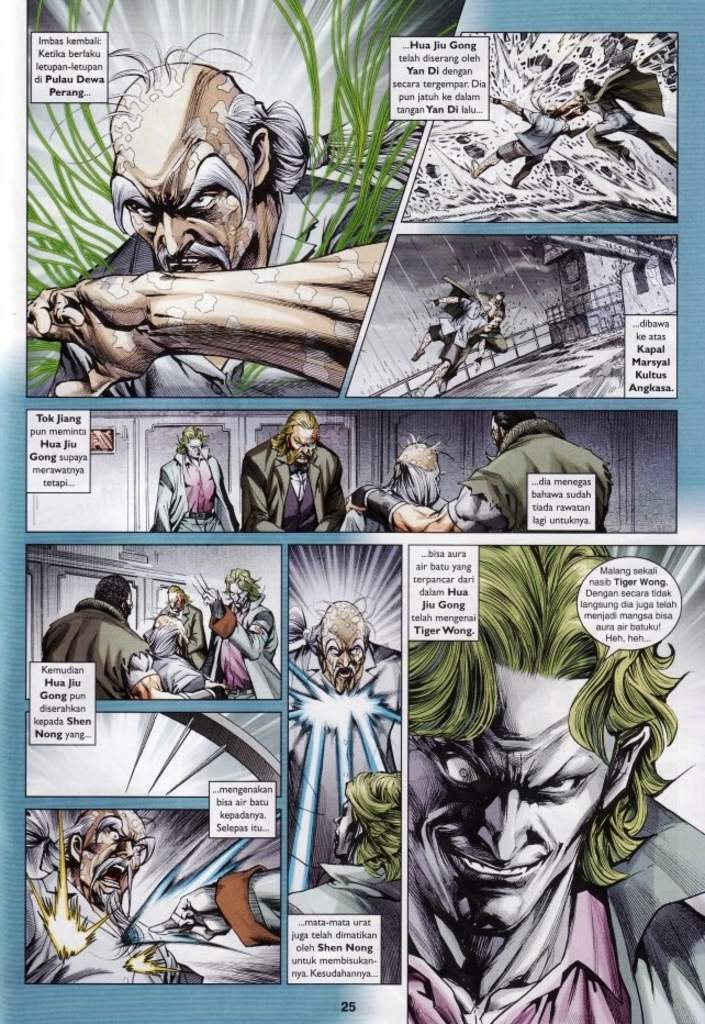 Imbas kembali:
Ketika berlaku
letupan-letupan
di Pulau Dewa
Perang...
...Hua Jiu Gong
telah diserang oleh
Yan Di dengan
secara tergempar. Dia
pun jatuh ke dalam
tangan Yan Di lalu...
...dibawa
ke atas
Kapal
Marsyal
Kultus
Angkasa.
Tok Jiang
pun meminta
Hua Jiu
Gong supaya
merawatnya
tetapi...
...dia menegas
bahawa sudah
tiada rawatan
lagi untuknya.
Kemudian
Hua Jiu
Gong pun
diserahkan
kepada Shen
Nong yang...
...mengenakan
bisa air batu
kepadanya.
Selepas itu...
...mata-mata urat
juga telah dimatikan
oleh Shen Nong
untuk membisukan-
nya. Kesudahannya...
...bisa aura
air batu yang
terpancar dari
dalam Hua
Jiu Gong
telah mengenai
Tiger Wong.
Malang sekali
nasib Tiger Wong.
Dengan secara tidak
langsung dia juga telah
menjadi mangsa bisa
aura air batuku!
Heh, heh...
25